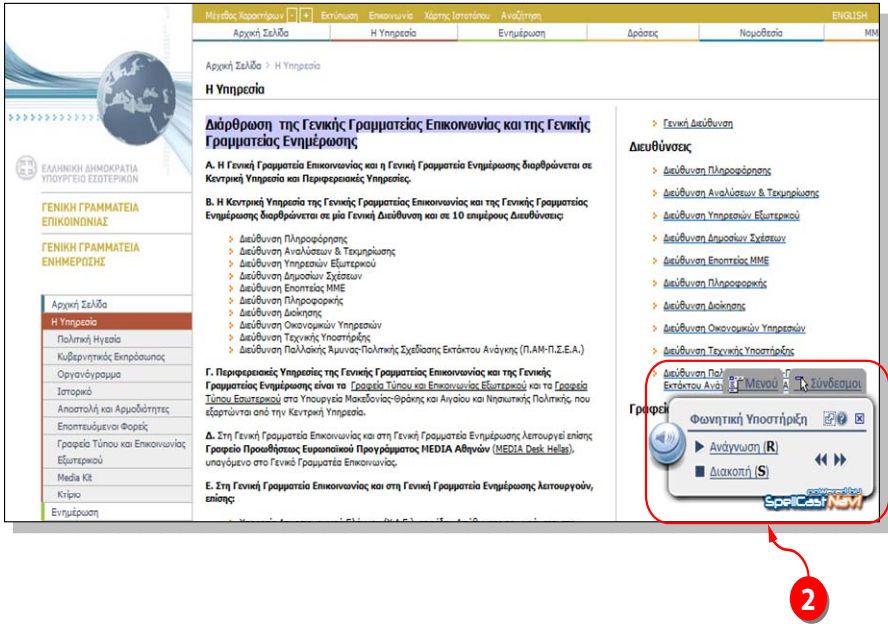 Μέγεθος Χαρακτήρων - + Εκτύπωση Επικοινωνία Χάρτης Ιστοτόπου Αναζήτηση ENGLISH
Αρχική Σελίδα Η Υπηρεσία Ενημέρωση Δράσεις Νομοθεσία ΜΜ
Αρχική Σελίδα > Η Υπηρεσία
Η Υπηρεσία
ΕΛΛΗΝΙΚΗ ΔΗΜΟΚΡΑΤΙΑ
ΥΠΟΥΡΓΕΙΟ ΕΣΩΤΕΡΙΚΩΝ
ΓΕΝΙΚΗ ΓΡΑΜΜΑΤΕΙΑ
ΕΠΙΚΟΙΝΩΝΙΑΣ
ΓΕΝΙΚΗ ΓΡΑΜΜΑΤΕΙΑ
ΕΝΗΜΕΡΩΣΗΣ
Αρχική Σελίδα
Η Υπηρεσία
Πολιτική Ηγεσία
Κυβερνητικός Εκπρόσωπος
Οργανόγραμμα
Ιστορικό
Αποστολή και Αρμοδιότητες
Εποπτευόμενοι Φορείς
Γραφεία Τύπου και Επικοινωνίας
Εξωτερικού
Media Kit
Κτίριο
Ενημέρωση
Διάρθρωση της Γενικής Γραμματείας Επικοινωνίας και της Γενικής
Γραμματείας Ενημέρωσης
Α. Η Γενική Γραμματεία Επικοινωνίας και η Γενική Γραμματεία Ενημέρωσης διαρθρώνεται σε
Κεντρική Υπηρεσία και Περιφερειακές Υπηρεσίες.
Β. Η Κεντρική Υπηρεσία της Γενικής Γραμματείας Επικοινωνίας και της Γενικής Γραμματείας
Ενημέρωσης διαρθρώνεται σε μία Γενική Διεύθυνση και σε 10 επιμέρους Διευθύνσεις:
Διεύθυνση Πληροφόρησης
Διεύθυνση Αναλύσεων & Τεκμηρίωσης
Διεύθυνση Υπηρεσιών Εξωτερικού
Διεύθυνση Δημοσίων Σχέσεων
Διεύθυνση Εποπτείας ΜΜΕ
Διεύθυνση Πληροφορικής
Διεύθυνση Διοίκησης
Διεύθυνση Οικονομικών Υπηρεσιών
Διεύθυνση Τεχνικής Υποστήριξης
Διεύθυνση Παλλαϊκής Άμυνας-Πολιτικής Σχεδίασης Εκτάκτου Ανάγκης (Π.ΑΜ-Π.Σ.Ε.Α.)
Γ. Περιφερειακές Υπηρεσίες της Γενικής Γραμματείας Επικοινωνίας και της Γενικής
Γραμματείας Ενημέρωσης είναι τα Γραφεία Τύπου και Επικοινωνίας Εξωτερικού και τα Γραφεία
Τύπου Εσωτερικού στα Υπουργεία Μακεδονίας-Θράκης και Αιγαίου και Νησιωτικής Πολιτικής, που
εξαρτώνται από την Κεντρική Υπηρεσία.
Δ. Στη Γενική Γραμματεία Επικοινωνίας και στη Γενική Γραμματεία Ενημέρωσης λειτουργεί επίσης
Γραφείο Προωθήσεως Ευρωπαϊκού Προγράμματος MEDIA Αθηνών (MEDIA Desk Hellas),
υπαγόμενο στο Γενικό Γραμματέα Επικοινωνίας.
Ε. Στη Γενική Γραμματεία Επικοινωνίας και στη Γενική Γραμματεία Ενημέρωσης λειτουργούν,
επίσης:
Γενική Διεύθυνση
Διευθύνσεις
Διεύθυνση Πληροφόρησης
Διεύθυνση Αναλύσεων & Τεκμηρίωσης
Διεύθυνση Υπηρεσιών Εξωτερικού
Διεύθυνση Δημοσίων Σχέσεων
Διεύθυνση Εποπτείας ΜΜΕ
Διεύθυνση Πληροφορικής
Διεύθυνση Διοίκησης
Διεύθυνση Οικονομικών Υπηρεσιών
Διεύθυνση Τεχνικής Υποστήριξης
Διεύθυνση
Εκτάκτου
Μενού Σύνδεσμοι
Φωνητική Υποστήριξη
Ανάγνωση (R)
Διακοπή (S)
powered by
SpellCast Navi
2